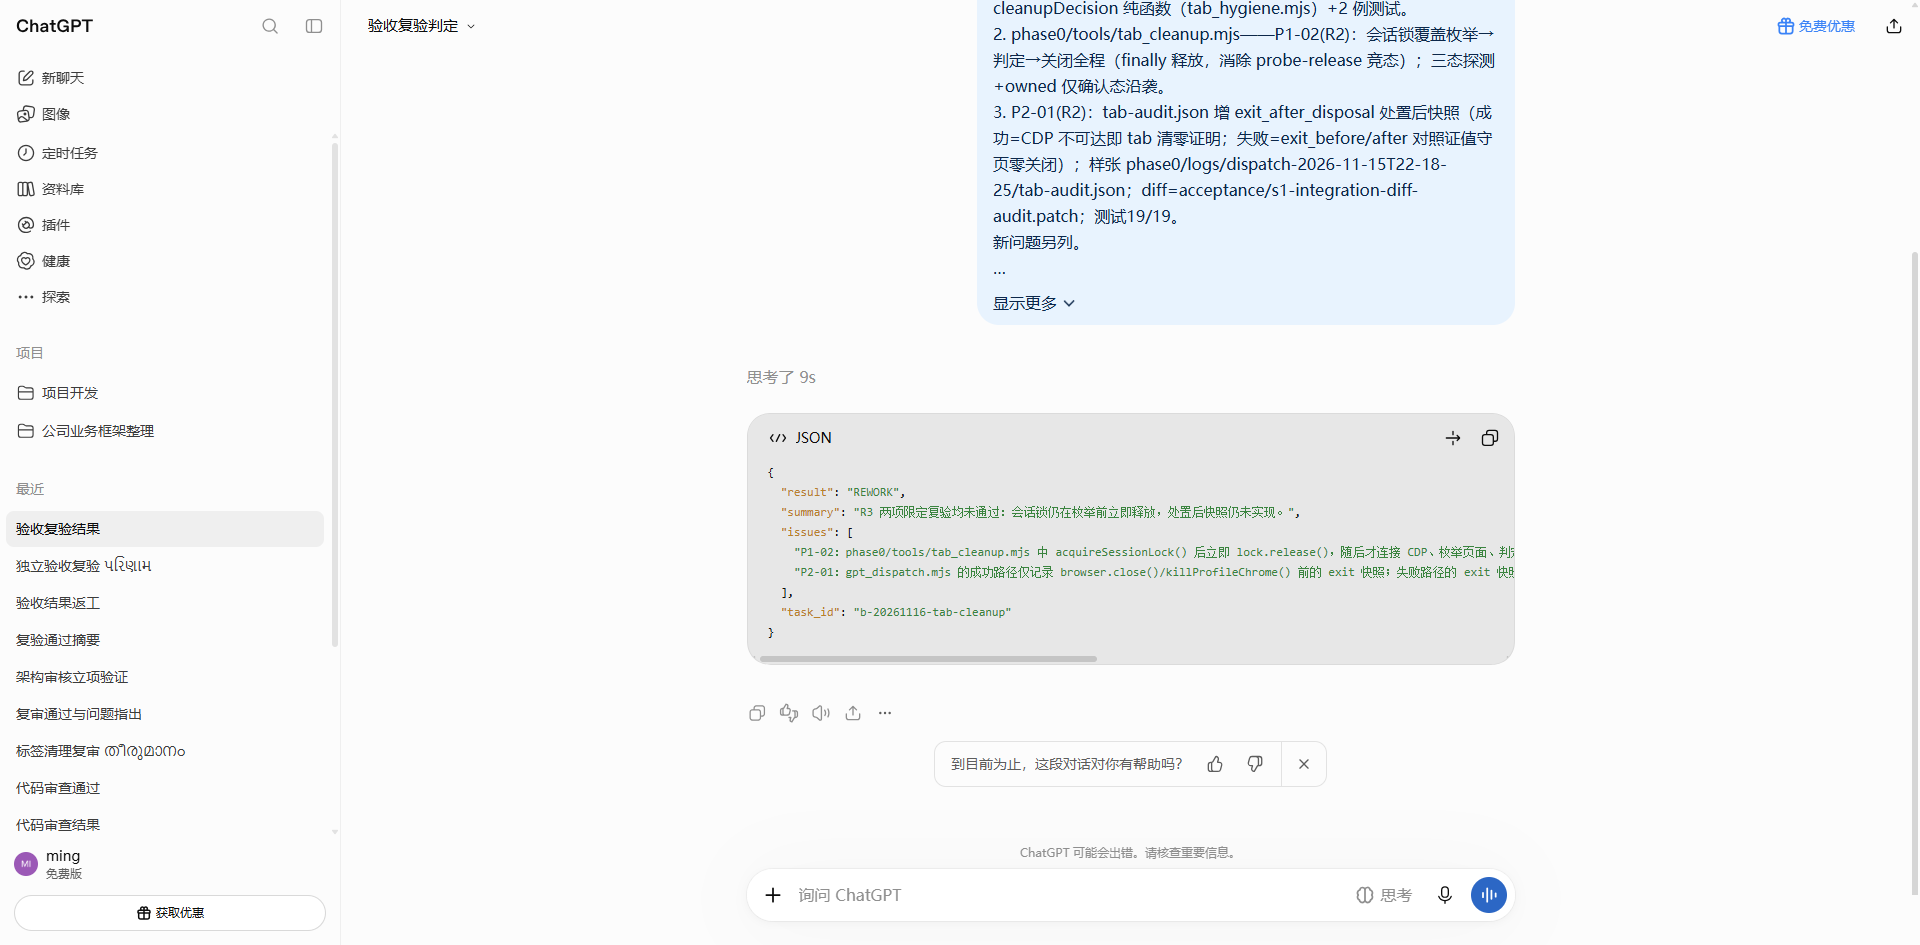 ChatGPT
新聊天
图像
定时任务
资料库
插件
健康
探索
项目
项目开发
公司业务框架整理
最近
验收复验结果
独立验收复验 પરિણામ
验收结果返工
复验通过摘要
架构审核立项验证
复审通过与问题指出
标签清理复审 തീരുമാനം
代码审查通过
代码审查结果
MI
ming
免费版
获取优惠
验收复验判定
免费优惠
cleanupDecision 纯函数（tab_hygiene.mjs）+2 例测试。
2. phase0/tools/tab_cleanup.mjs——P1-02(R2)：会话锁覆盖枚举→
判定→关闭全程（finally 释放，消除 probe-release 竞态）；三态探测
+owned 仅确认态沿袭。
3. P2-01(R2)：tab-audit.json 增 exit_after_disposal 处置后快照（成
功=CDP 不可达即 tab 清零证明；失败=exit_before/after 对照证值守
页零关闭）；样张 phase0/logs/dispatch-2026-11-15T22-18-
25/tab-audit.json；diff=acceptance/s1-integration-diff-
audit.patch；测试19/19。
新问题另列。
...
显示更多
思考了 9s
JSON
{
"result": "REWORK",
"summary": "R3 两项限定复验均未通过：会话锁仍在枚举前立即释放，处置后快照仍未实现。",
"issues": [
"P1-02：phase0/tools/tab_cleanup.mjs 中 acquireSessionLock() 后立即 lock.release()，随后才连接 CDP、枚举页面、判定
"P2-01：gpt_dispatch.mjs 的成功路径仅记录 browser.close()/killProfileChrome() 前的 exit 快照；失败路径的 exit 快照
],
"task_id": "b-20261116-tab-cleanup"
}
到目前为止，这段对话对你有帮助吗？
ChatGPT 可能会出错。请核查重要信息。
询问 ChatGPT
思考